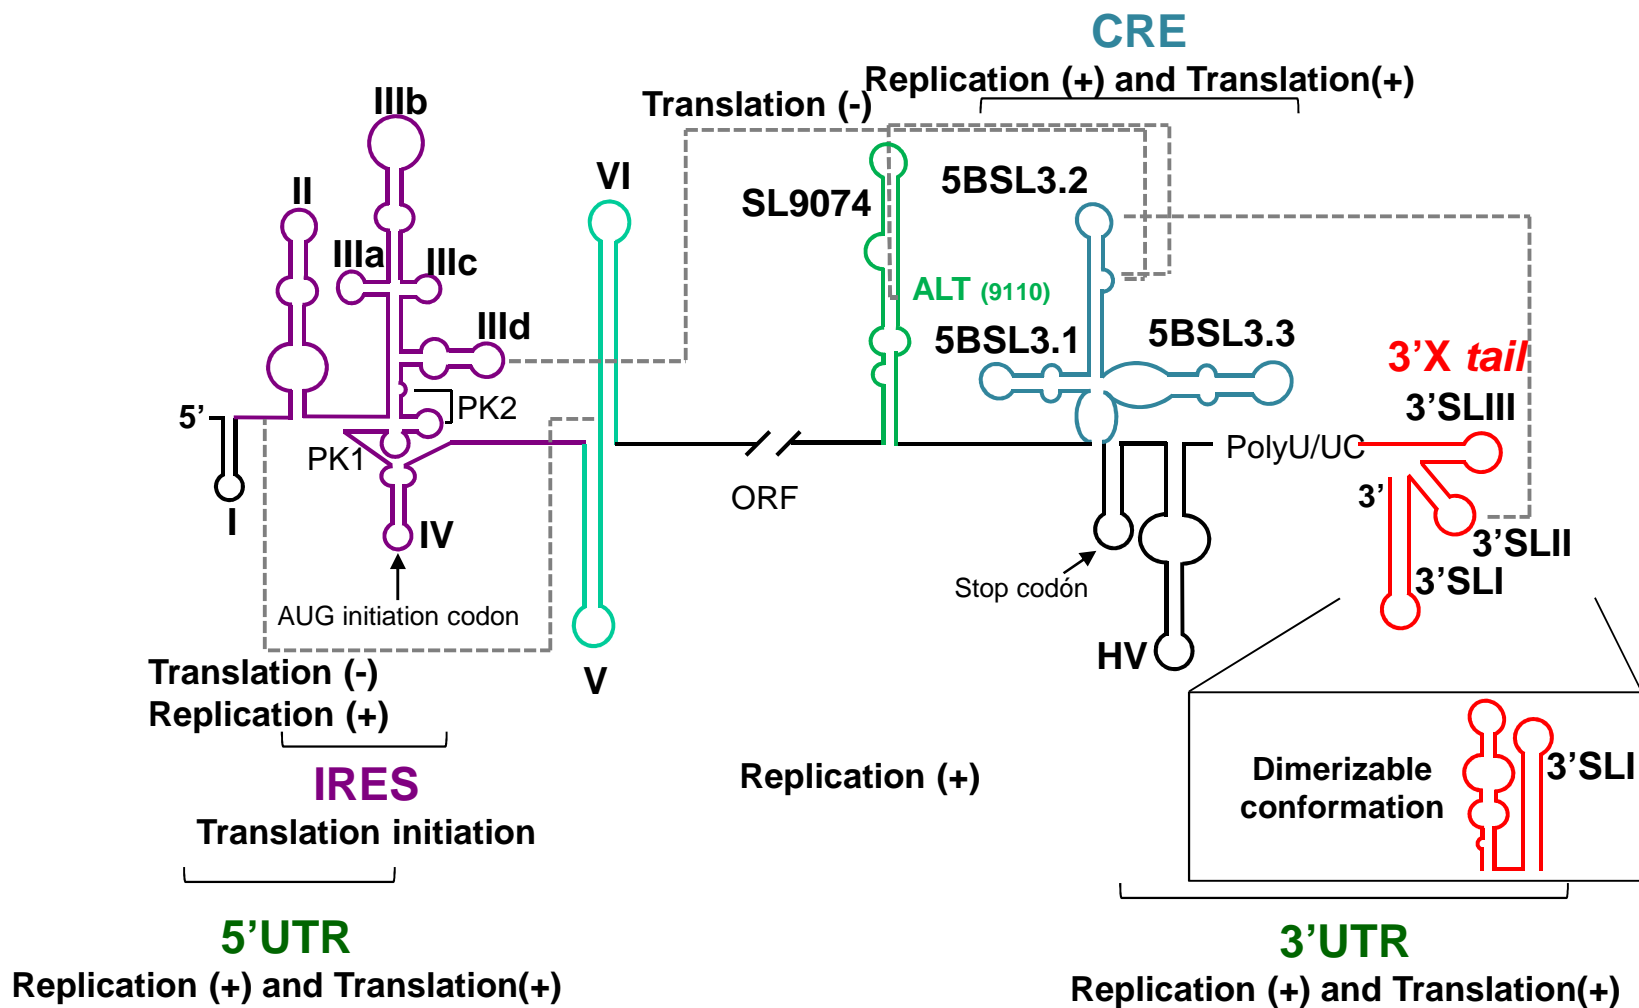 CRE
Replication (+) and Translation(+)
Translation (-)
IIIb
II
VI
SL9074
5BSL3.2
IIIa
IIIc
ALT (9110)
IIId
5BSL3.1
5BSL3.3
3’X tail
5’
PK2
3’SLIII
PK1
PolyU/UC
ORF
3’
I
IV
3’SLII
Stop codón
3’SLI
AUG initiation codon
HV
V
Translation (-)
Replication (+)
IRES
Translation initiation
Replication (+)
Dimerizable
conformation
3’SLI
5’UTR
Replication (+) and Translation(+)
3’UTR
Replication (+) and Translation(+)